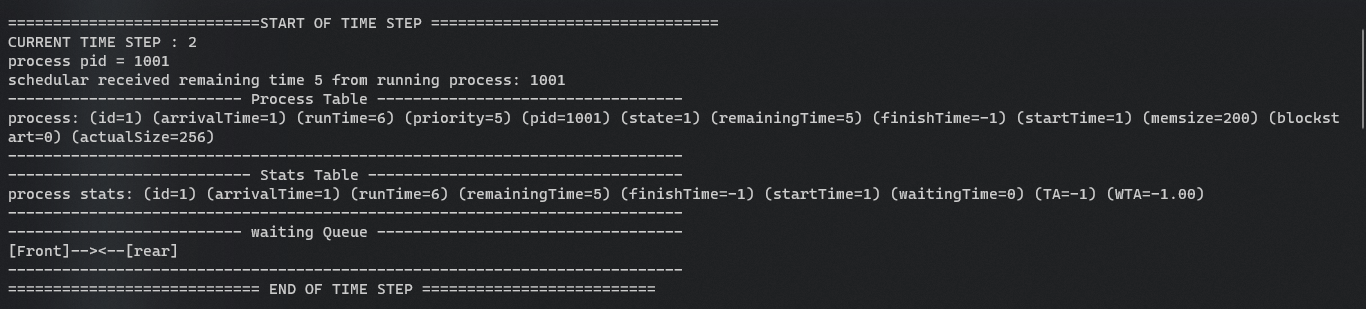 ============================START OF TIME STEP ================================
CURRENT TIME STEP : 2
process pid = 1001
schedular received remaining time 5 from running process: 1001
-------------------------- Process Table ----------------------------------
process: (id=1) (arrivalTime=1) (runTime=6) (priority=5) (pid=1001) (state=1) (remainingTime=5) (finishTime=-1) (startTime=1) (memsize=200) (blockst
art=0) (actualSize=256)
---------------------------------------------------------------------------
--------------------------- Stats Table -----------------------------------
process stats: (id=1) (arrivalTime=1) (runTime=6) (remainingTime=5) (finishTime=-1) (startTime=1) (waitingTime=0) (TA=-1) (WTA=-1.00)
---------------------------------------------------------------------------
-------------------------- waiting Queue ----------------------------------
[Front]--><--[rear]
---------------------------------------------------------------------------
============================ END OF TIME STEP ==========================